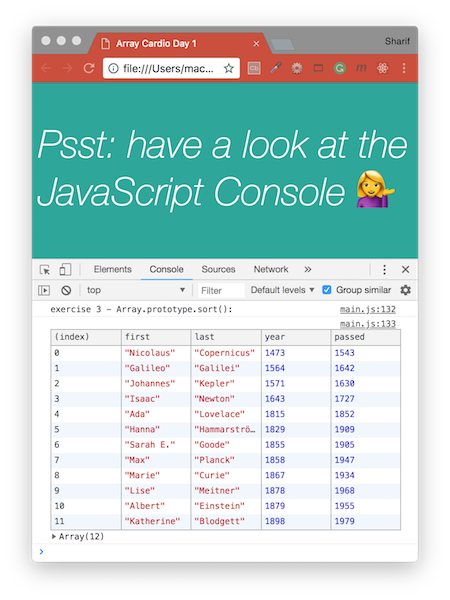 Array Cardio Day 1
Sharif
file:///Users/mac...
Psst: have a look at the
JavaScript Console 💁‍♀️
Elements Console Sources Network »
top Filter Default levels Group similar
exercise 3 - Array.prototype.sort(): main.js:132
main.js:133
(index) first last year passed
0 "Nicolaus" "Copernicus" 1473 1543
1 "Galileo" "Galilei" 1564 1642
2 "Johannes" "Kepler" 1571 1630
3 "Isaac" "Newton" 1643 1727
4 "Ada" "Lovelace" 1815 1852
5 "Hanna" "Hammarströ… 1829 1909
6 "Sarah E." "Goode" 1855 1905
7 "Max" "Planck" 1858 1947
8 "Marie" "Curie" 1867 1934
9 "Lise" "Meitner" 1878 1968
10 "Albert" "Einstein" 1879 1955
11 "Katherine" "Blodgett" 1898 1979
Array(12)